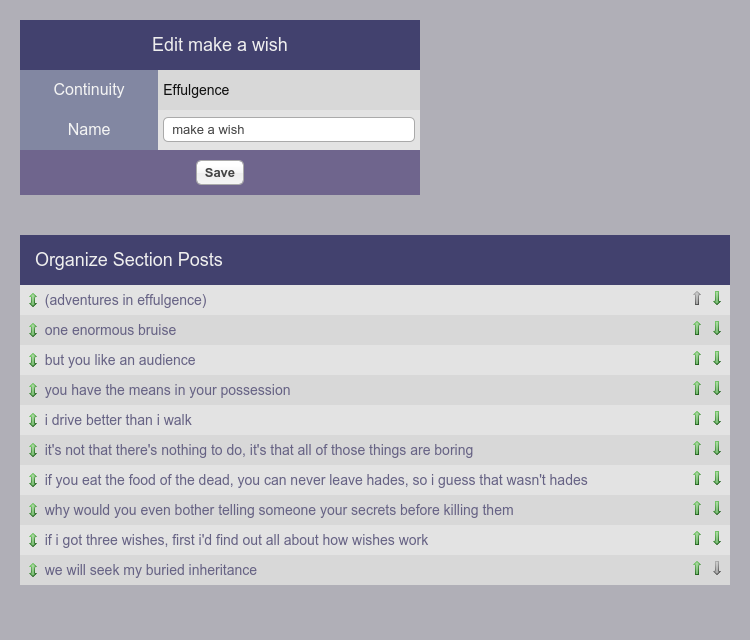 Edit make a wish
Continuity
Effulgence
Name
make a wish
Save
Organize Section Posts
(adventures in effulgence)
one enormous bruise
but you like an audience
you have the means in your possession
i drive better than i walk
it's not that there's nothing to do, it's that all of those things are boring
if you eat the food of the dead, you can never leave hades, so i guess that wasn't hades
why would you even bother telling someone your secrets before killing them
if i got three wishes, first i'd find out all about how wishes work
we will seek my buried inheritance